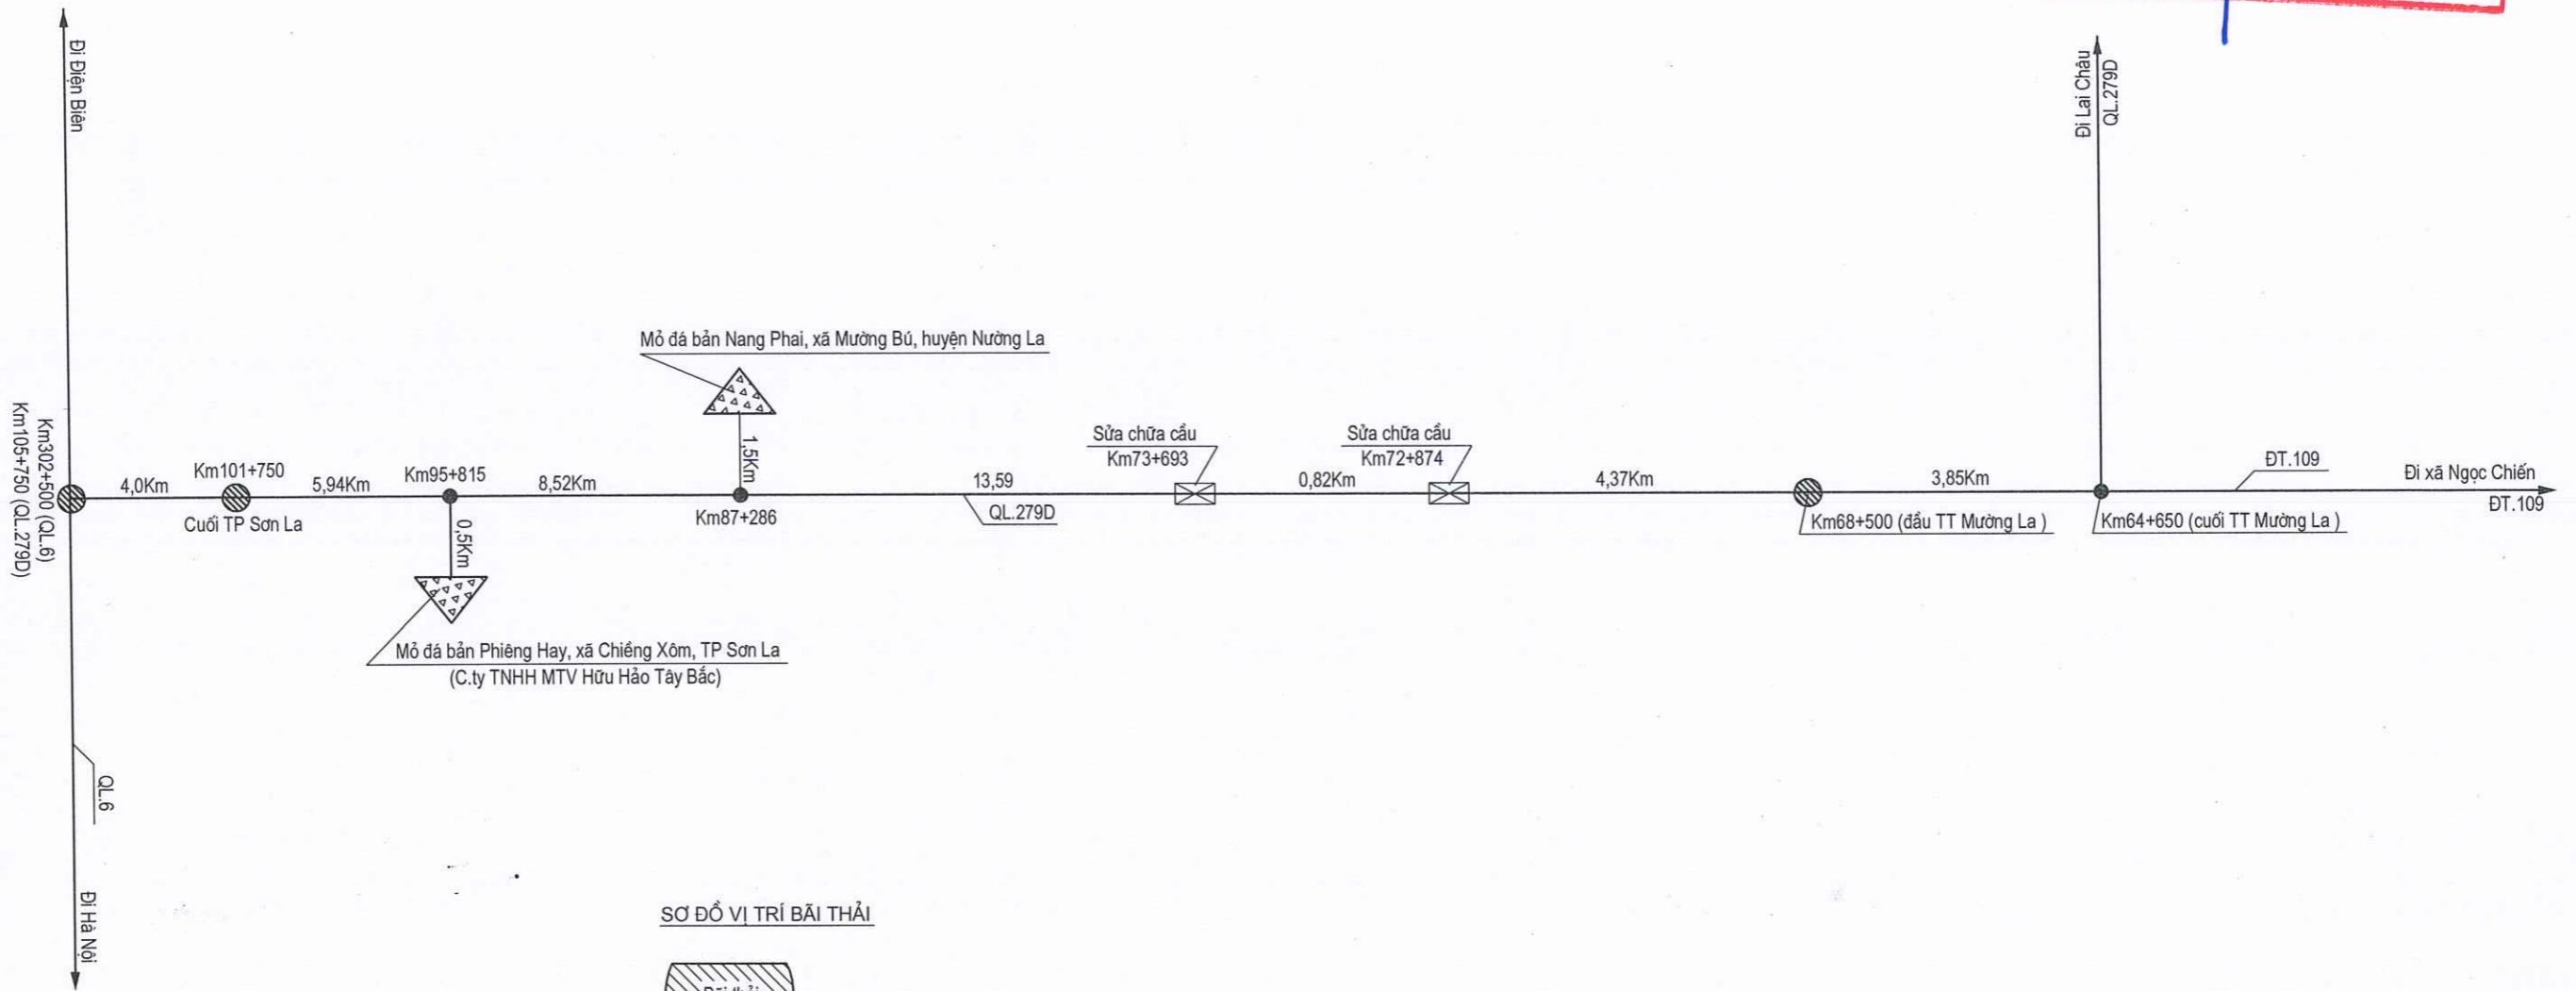 Đi Điện Biên
Km302+500 (QL.6)
Km105+750 (QL.279D)
QL.6
Đi Hà Nội
4,0Km
Km101+750
Cuối TP Sơn La
5,94Km
Km95+815
0,5Km
Mỏ đá bản Phiêng Hay, xã Chiềng Xôm, TP Sơn La
(C.ty TNHH MTV Hữu Hảo Tây Bắc)
8,52Km
Mỏ đá bản Nang Phai, xã Mường Bú, huyện Nường La
1,5Km
Km87+286
13,59
QL.279D
Sửa chữa cầu
Km73+693
0,82Km
Sửa chữa cầu
Km72+874
4,37Km
Km68+500 (đầu TT Mường La )
3,85Km
Đi Lai Châu
QL.279D
Km64+650 (cuối TT Mường La )
ĐT.109
Đi xã Ngọc Chiến
ĐT.109
SƠ ĐỒ VỊ TRÍ BÃI THẢI